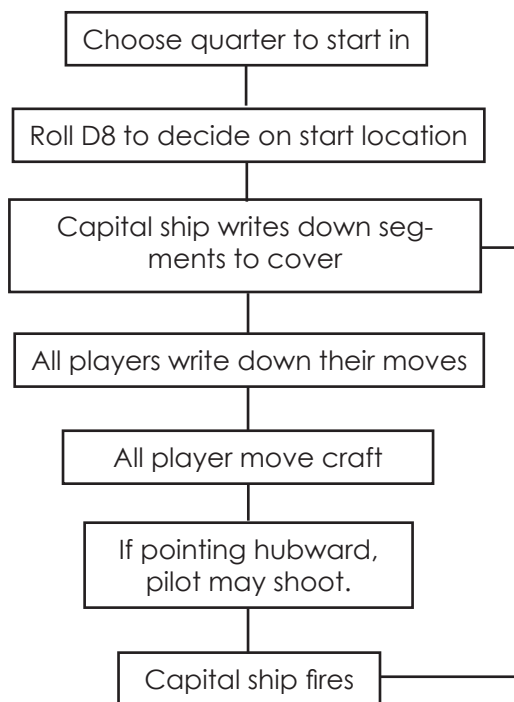 Choose quarter to start in
Roll D8 to decide on start location
Capital ship writes down seg-
ments to cover
All players write down their moves
All player move craft
If pointing hubward,
pilot may shoot.
Capital ship fires